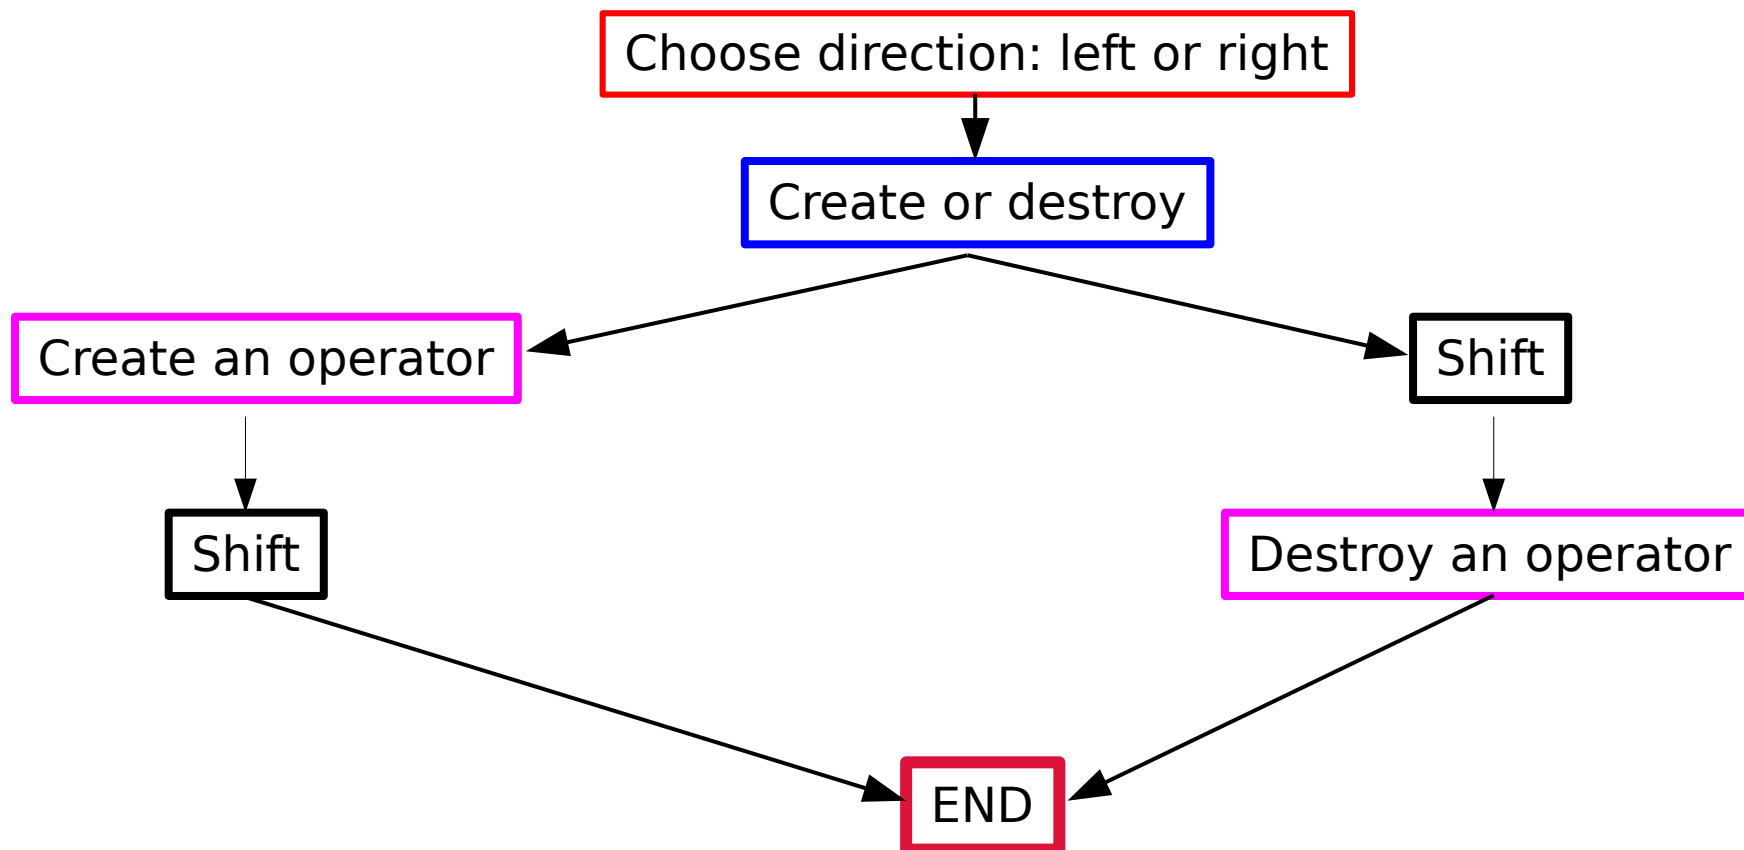 Choose direction: left or right
Create or destroy
Create an operator
Shift
Shift
Destroy an operator
END